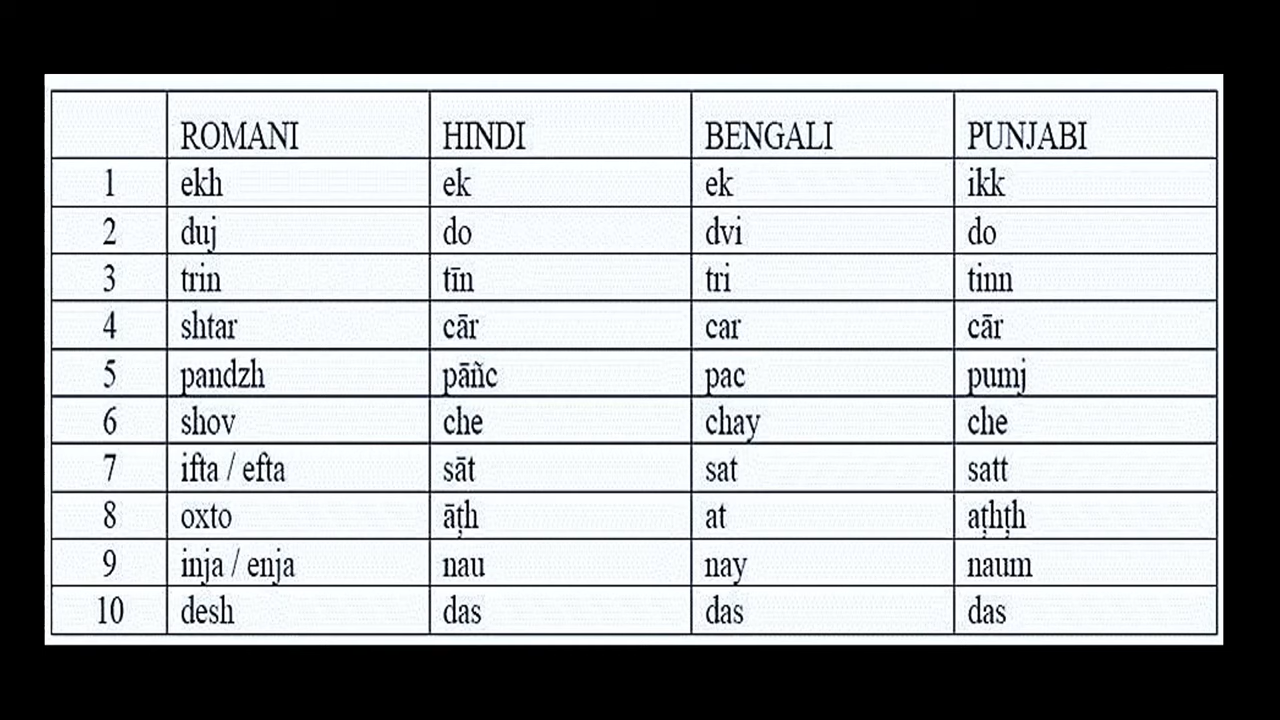 ROMANI HINDI BENGALI PUNJABI
1 ekh ek ek ikk
2 duj do dvi do
3 trin tīn tri tinn
4 shtar cār car cār
5 pandzh pāñc pac pumj
6 shov che chay che
7 ifta / efta sāt sat satt
8 oxto āṭh at aṭhṭh
9 inja / enja nau nay naum
10 desh das das das